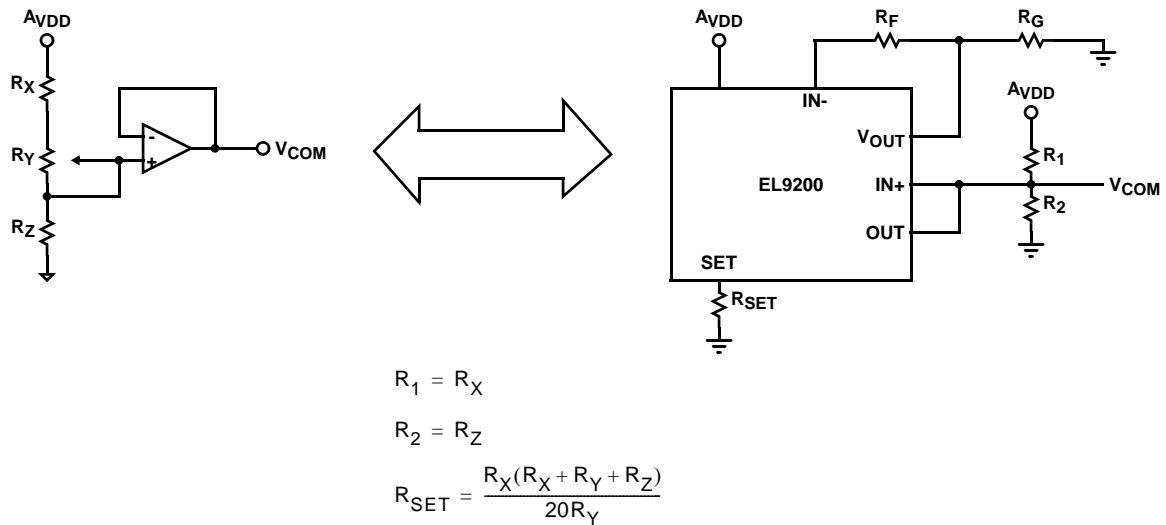 AVDD
RX
RY
RZ
-
+
VCOM
AVDD
RF
RG
IN-
AVDD
VOUT
R1
EL9200
IN+
VCOM
R2
OUT
SET
RSET
R1 = RX
R2 = RZ
RSET = RX(RX + RY + RZ) / 20RY